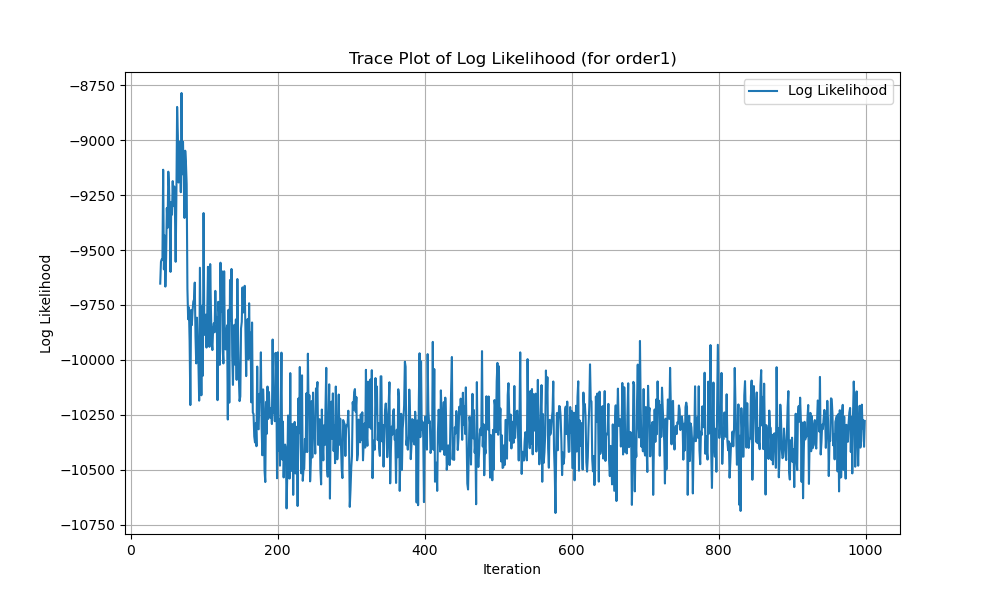 Trace Plot of Log Likelihood (for order1)
Log Likelihood
−8750
−9000
−9250
−9500
−9750
−10000
−10250
−10500
−10750
Log Likelihood
0 200 400 600 800 1000
Iteration